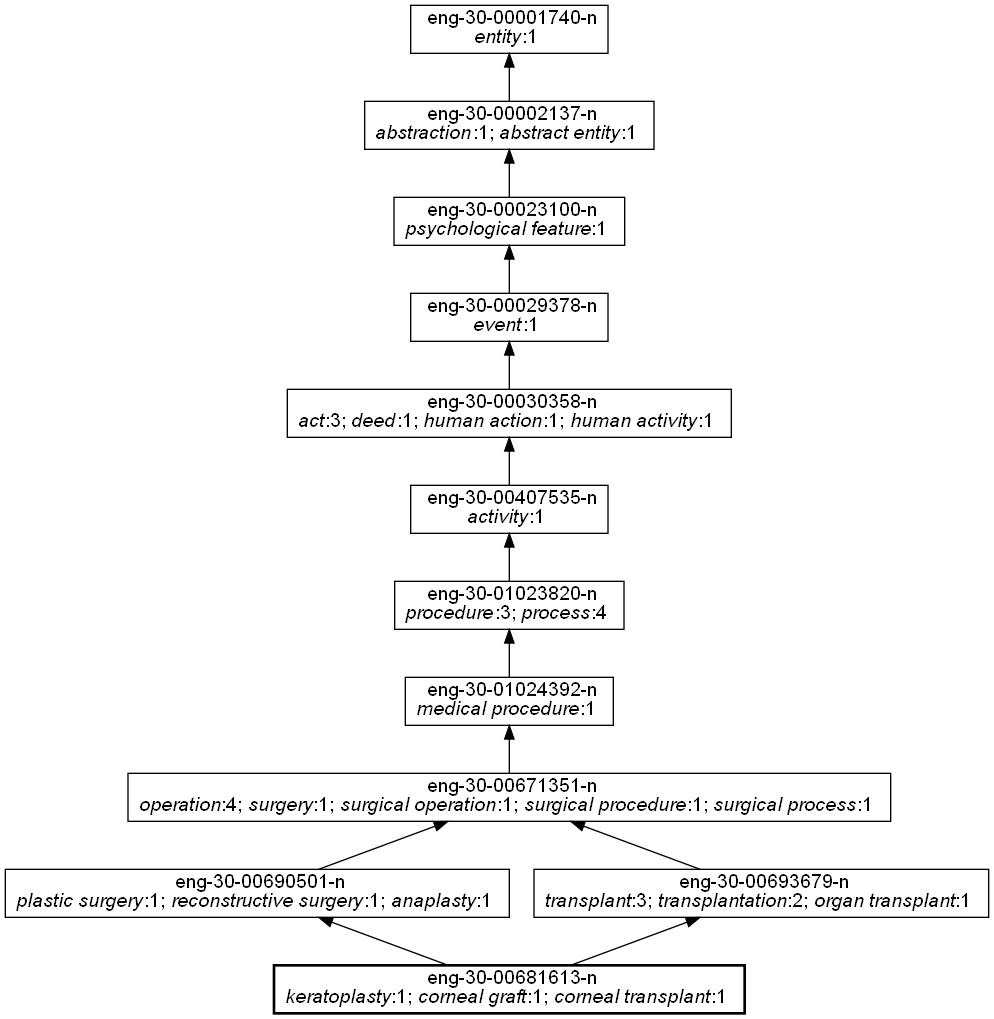 eng-30-00001740-n
entity:1
eng-30-00002137-n
abstraction:1; abstract entity:1
eng-30-00023100-n
psychological feature:1
eng-30-00029378-n
event:1
eng-30-00030358-n
act:3; deed:1; human action:1; human activity:1
eng-30-00407535-n
activity:1
eng-30-01023820-n
procedure:3; process:4
eng-30-01024392-n
medical procedure:1
eng-30-00671351-n
operation:4; surgery:1; surgical operation:1; surgical procedure:1; surgical process:1
eng-30-00690501-n
plastic surgery:1; reconstructive surgery:1; anaplasty:1
eng-30-00693679-n
transplant:3; transplantation:2; organ transplant:1
eng-30-00681613-n
keratoplasty:1; corneal graft:1; corneal transplant:1